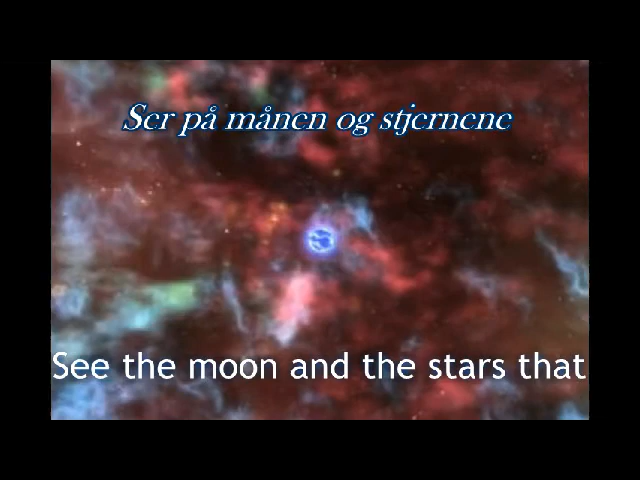 Ser på månen og stjernene
See the moon and the stars that